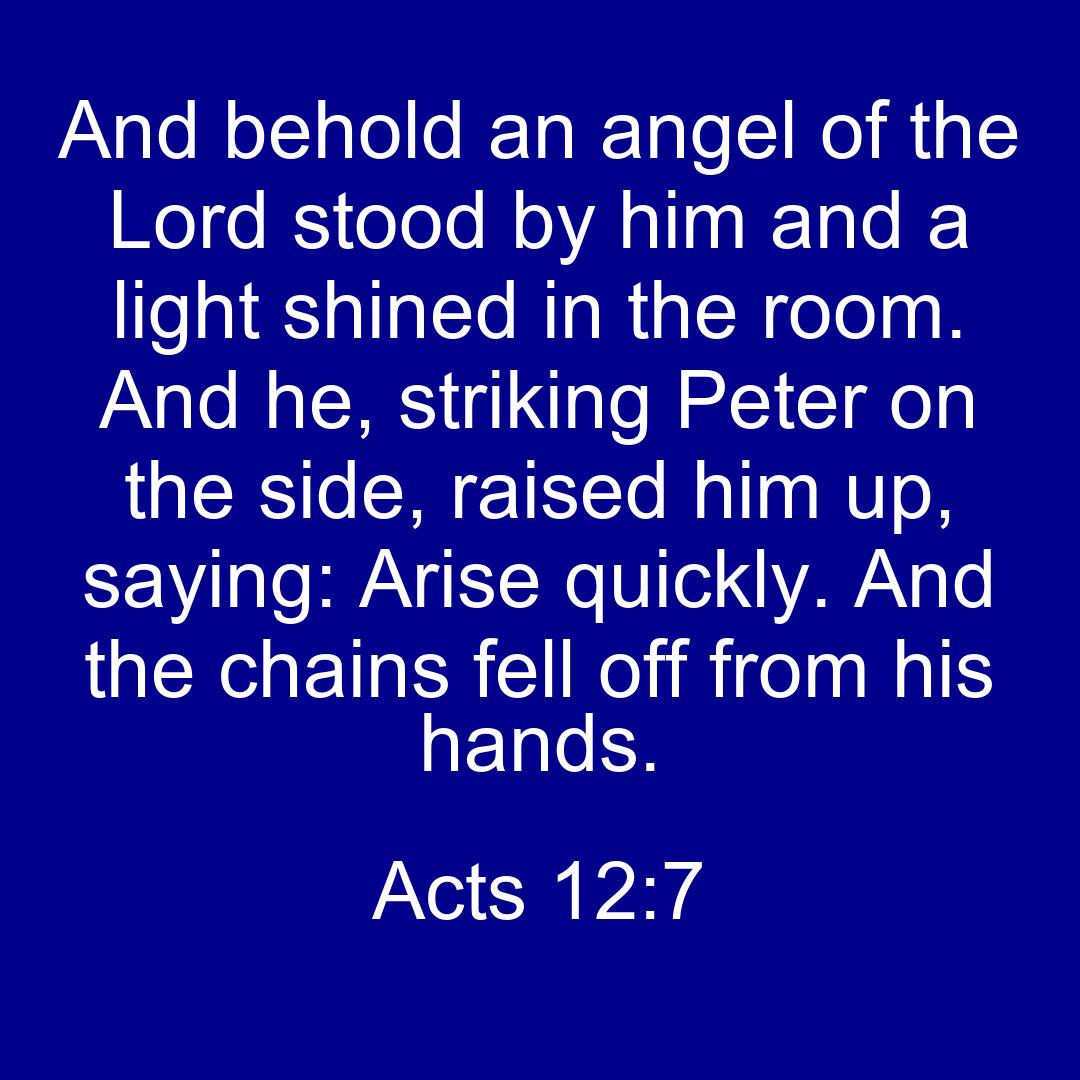 And behold an angel of the
Lord stood by him and a
light shined in the room.
And he, striking Peter on
the side, raised him up,
saying: Arise quickly. And
the chains fell off from his
hands.
Acts 12:7